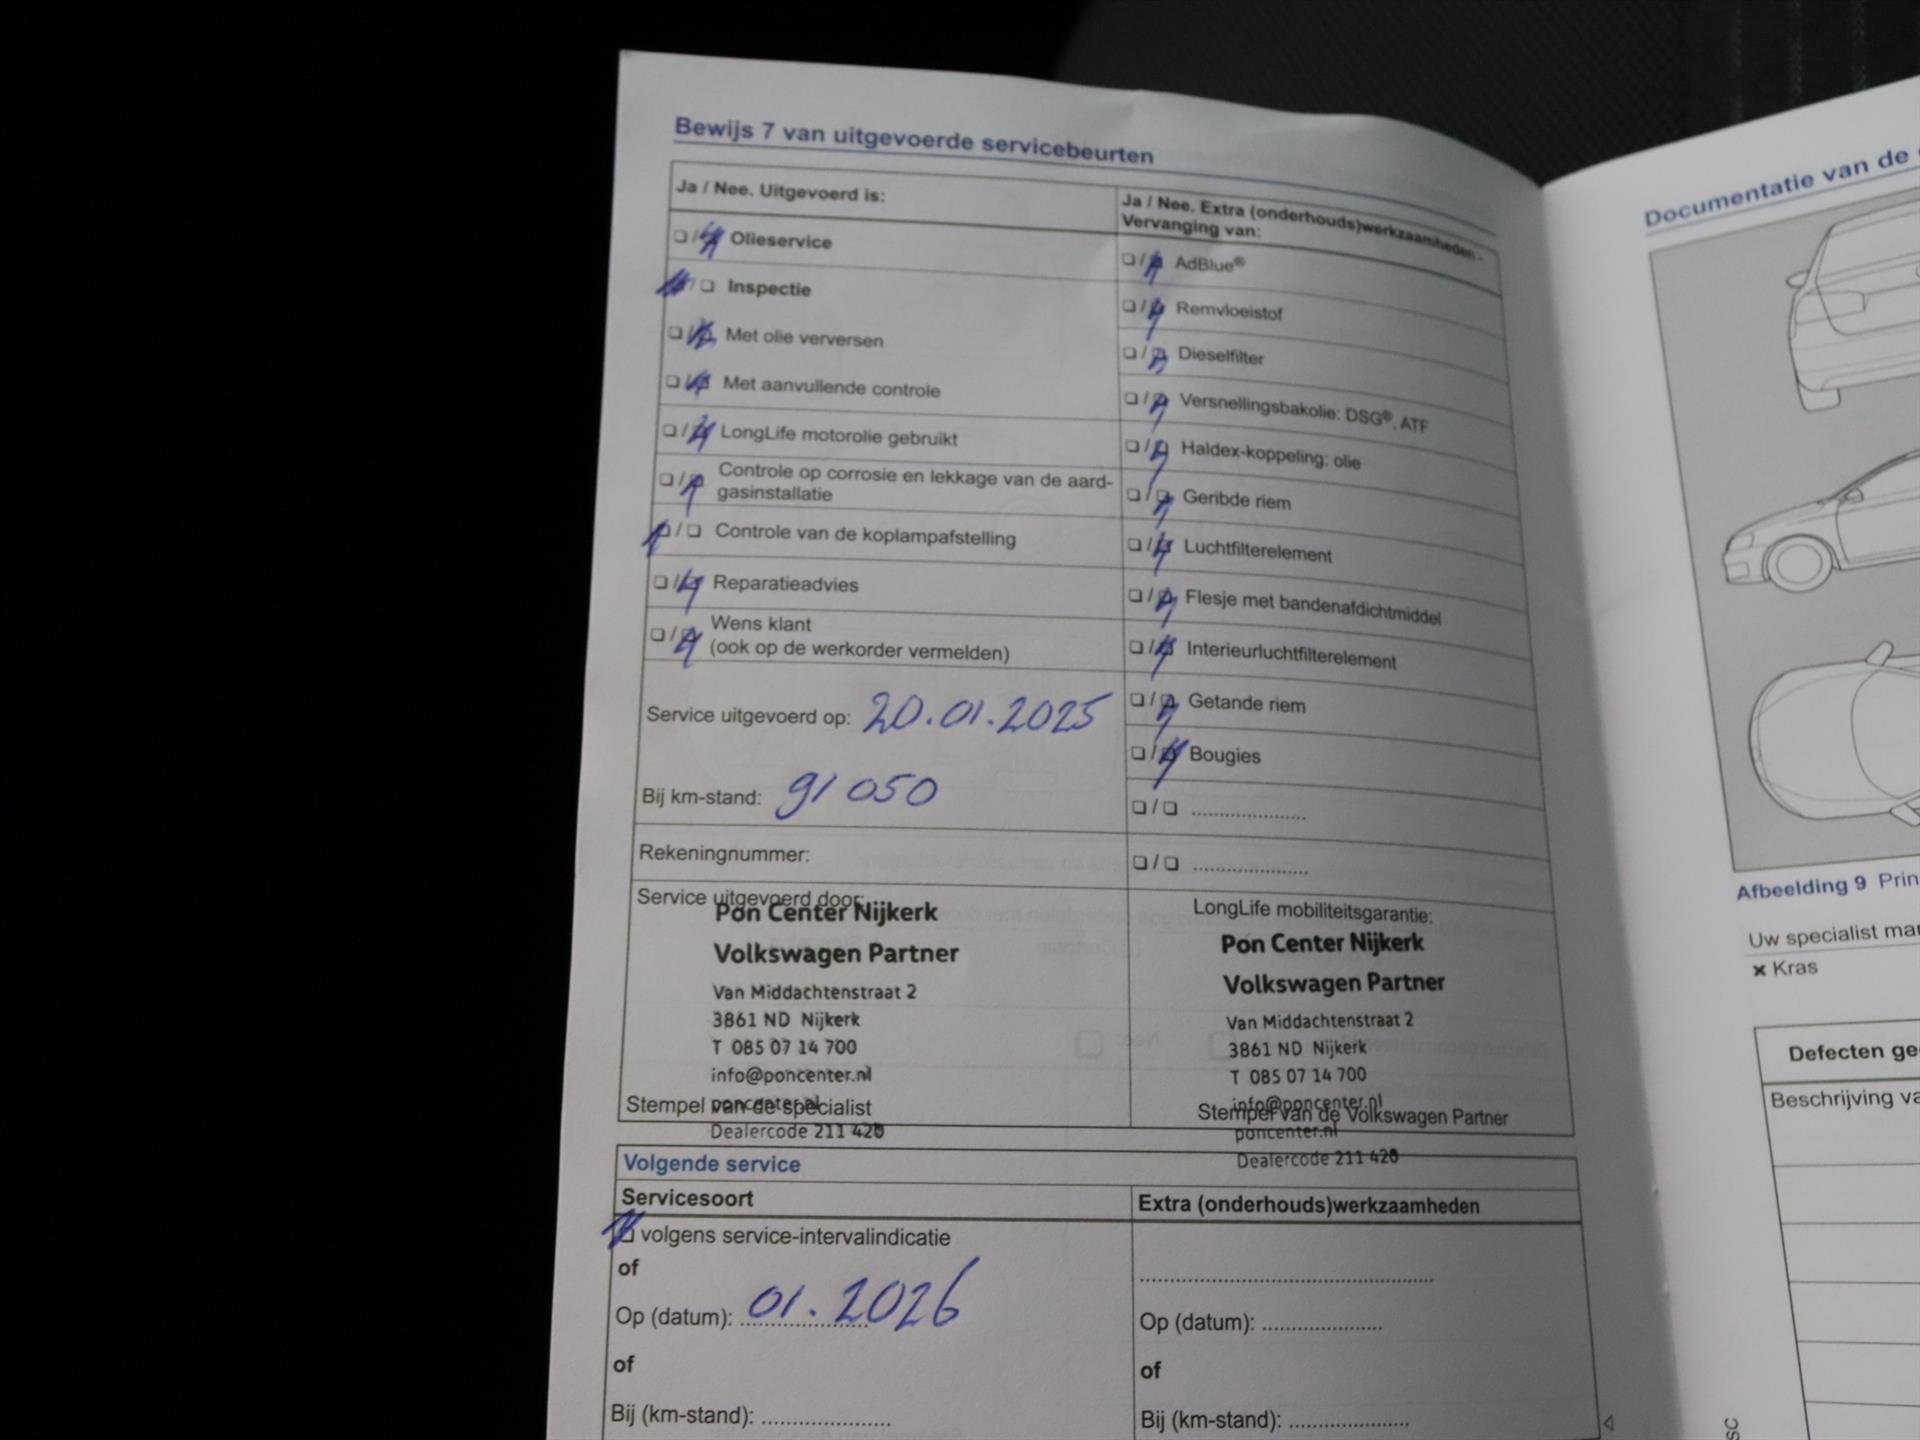 Bewijs 7 van uitgevoerde servicebeurten
Ja / Nee. Uitgevoerd is:
❑ / ❑ Olieservice
❑ / ❑ Inspectie
❑ / ❑ Met olie verversen
❑ / ❑ Met aanvullende controle
❑ / ❑ LongLife motorolie gebruikt
❑ / ❑ Controle op corrosie en lekkage van de aard-
gasinstallatie
❑ / ❑ Controle van de koplampafstelling
❑ / ❑ Reparatieadvies
❑ / ❑ Wens klant
(ook op de werkorder vermelden)
Service uitgevoerd op: 20.01.2025
Bij km-stand: 91 050
Rekeningnummer:
Service uitgevoerd door:
Pon Center Nijkerk
Volkswagen Partner
Van Middachtenstraat 2
3861 ND Nijkerk
T 085 07 14 700
info@poncenter.nl
poncenter.nl
Stempel van de specialist
Dealercode 211 420
Ja / Nee. Extra (onderhouds)werkzaamheden -
Vervanging van:
❑ / ❑ AdBlue®
❑ / ❑ Remvloeistof
❑ / ❑ Dieselfilter
❑ / ❑ Versnellingsbakolie: DSG®, ATF
❑ / ❑ Haldex-koppeling: olie
❑ / ❑ Geribde riem
❑ / ❑ Luchtfilterelement
❑ / ❑ Flesje met bandenafdichtmiddel
❑ / ❑ Interieurluchtfilterelement
❑ / ❑ Getande riem
❑ / ❑ Bougies
❑ / ❑ ......................
❑ / ❑ ......................
LongLife mobiliteitsgarantie:
Pon Center Nijkerk
Volkswagen Partner
Van Middachtenstraat 2
3861 ND Nijkerk
T 085 07 14 700
info@poncenter.nl
Stempel van de Volkswagen Partner
poncenter.nl
Dealercode 211 420
Volgende service
Servicesoort
❑ volgens service-intervalindicatie
of
Op (datum): 01.2026
of
Bij (km-stand): ......................
Extra (onderhouds)werkzaamheden
......................
Op (datum): ......................
of
Bij (km-stand): ......................
Documentatie van de
Afbeelding 9 Prin
Uw specialist mar
× Kras
Defecten ge
Beschrijving va